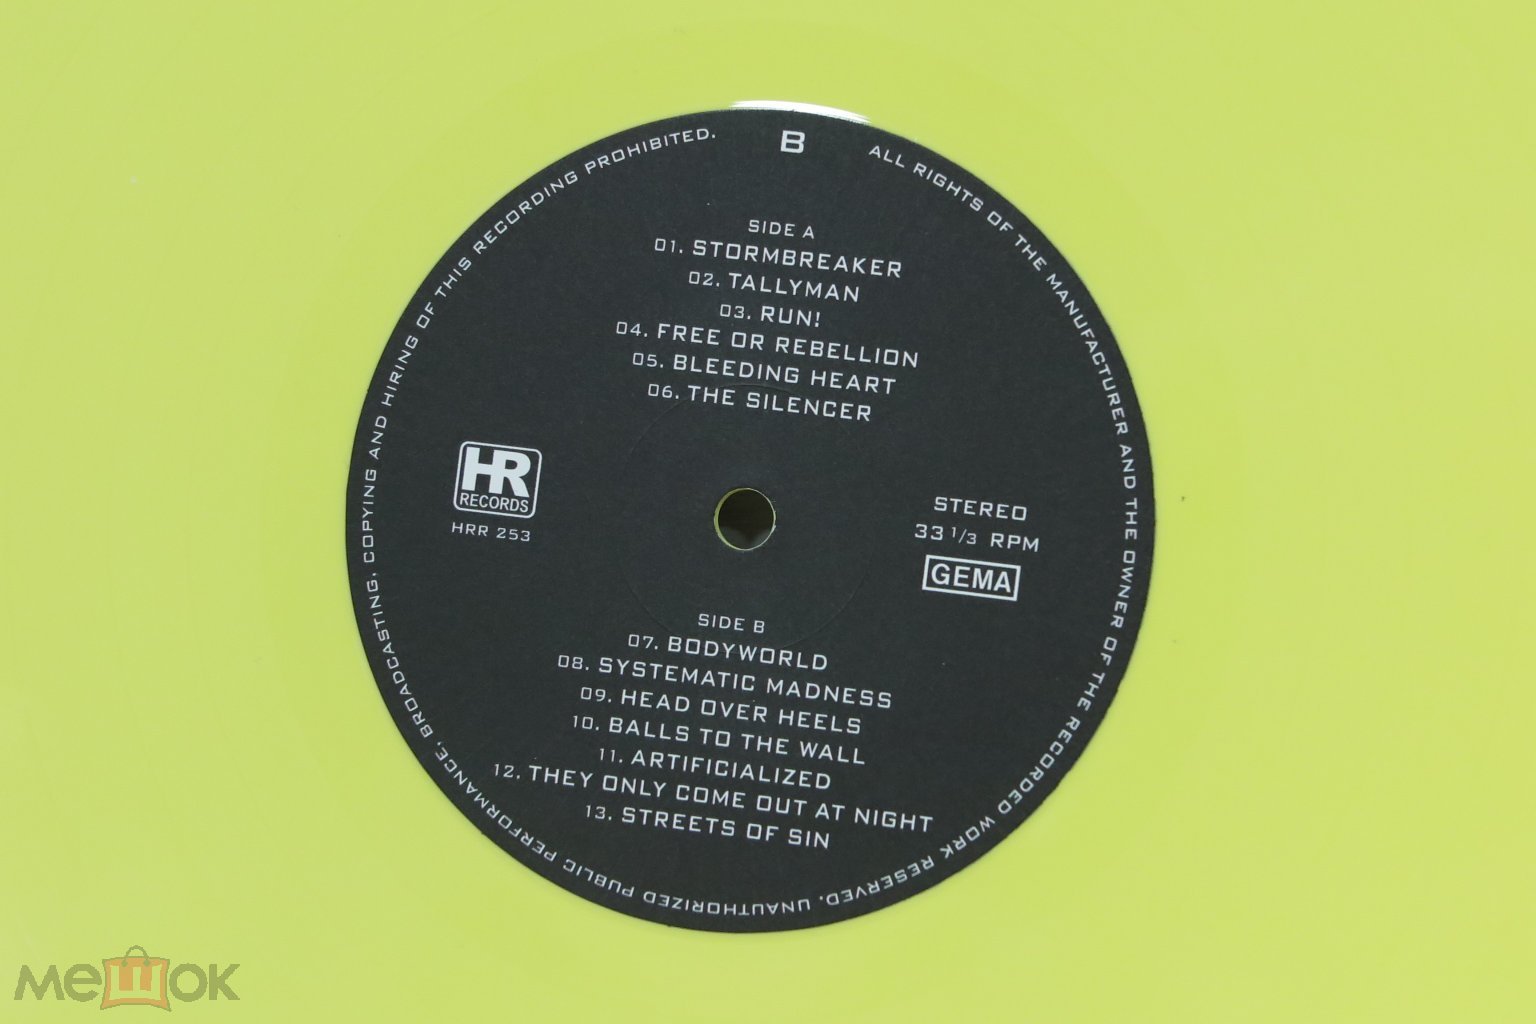 B
ALL RIGHTS OF THE MANUFACTURER AND THE OWNER OF THE RECORDED WORK RESERVED. UNAUTHORIZED PUBLIC PERFORMANCE, BROADCASTING, COPYING AND HIRING OF THIS RECORDING PROHIBITED.
SIDE A
01. STORMBREAKER
02. TALLYMAN
03. RUN!
04. FREE OR REBELLION
05. BLEEDING HEART
06. THE SILENCER
HR
RECORDS
HRR 253
STEREO
33 1/3 RPM
GEMA
SIDE B
07. BODYWORLD
08. SYSTEMATIC MADNESS
09. HEAD OVER HEELS
10. BALLS TO THE WALL
11. ARTIFICIALIZED
12. THEY ONLY COME OUT AT NIGHT
13. STREETS OF SIN
мешок